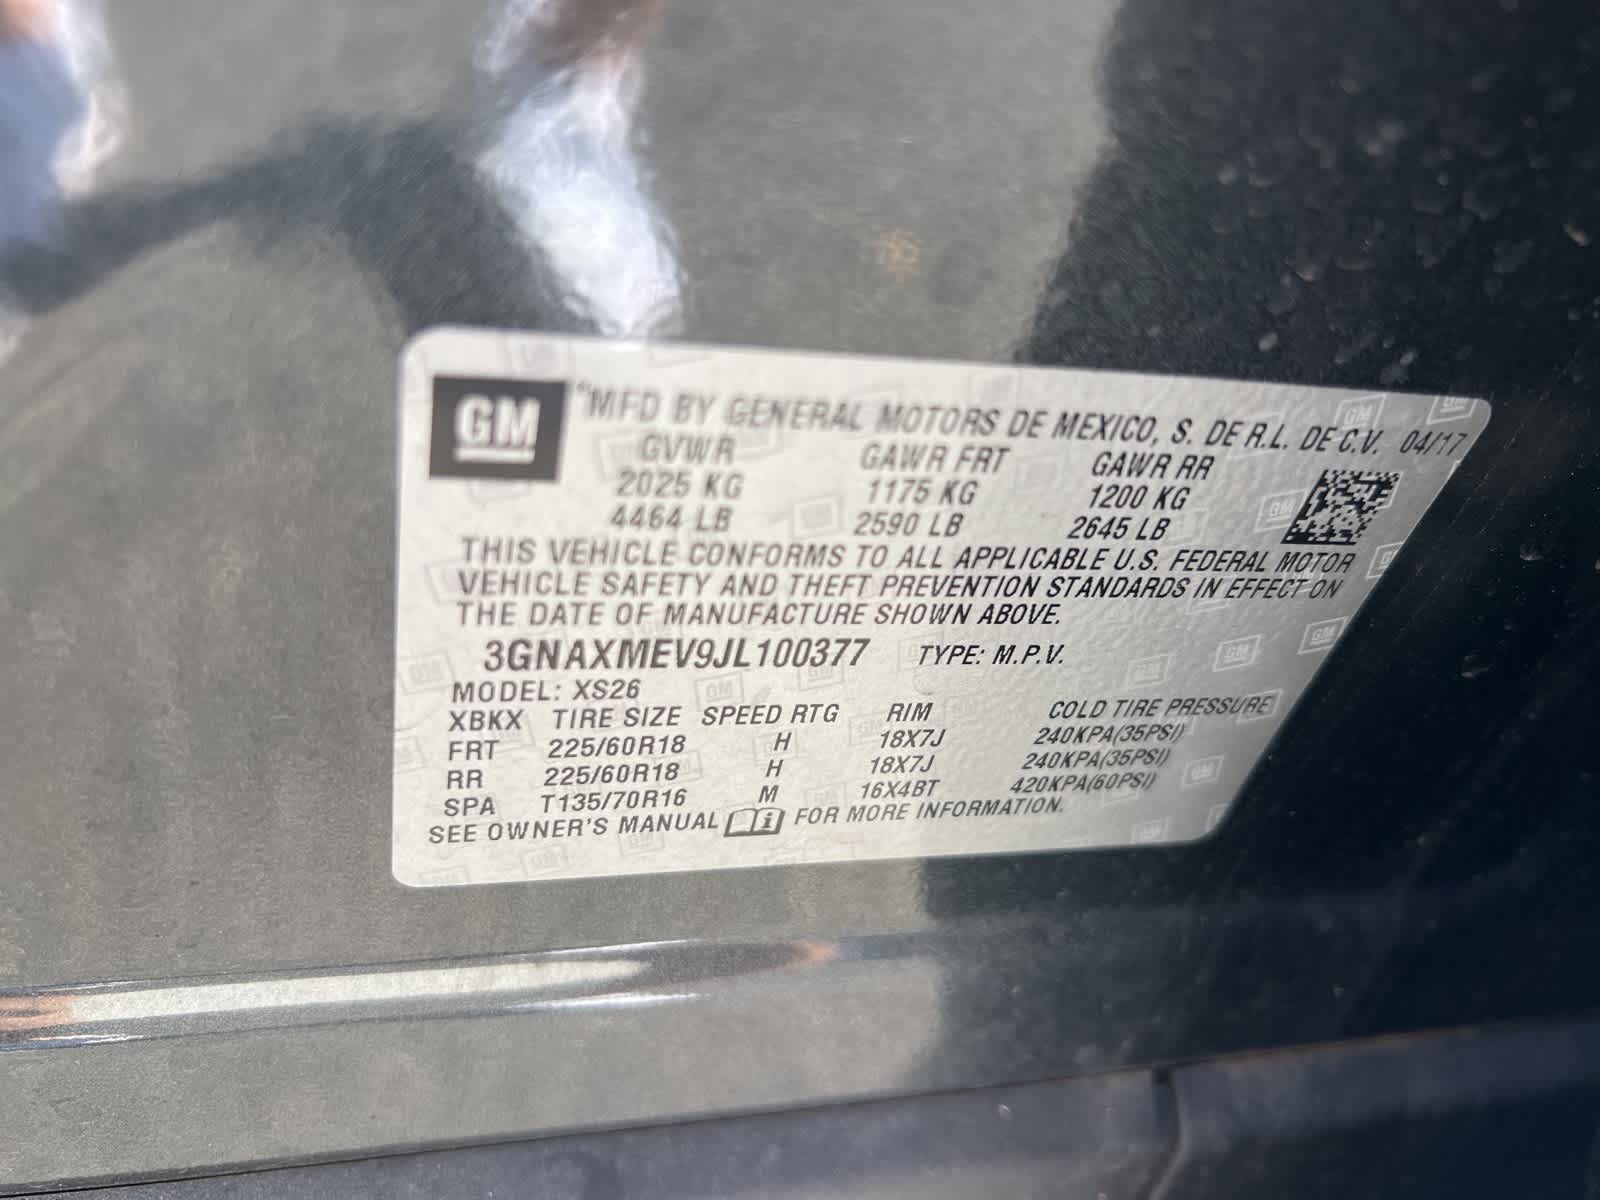 GM
"MFD BY GENERAL MOTORS DE MEXICO, S. DE R.L. DE C.V. 04/17
GVWR GAWR FRT GAWR RR
2025 KG 1175 KG 1200 KG
4464 LB 2590 LB 2645 LB
THIS VEHICLE CONFORMS TO ALL APPLICABLE U.S. FEDERAL MOTOR
VEHICLE SAFETY AND THEFT PREVENTION STANDARDS IN EFFECT ON
THE DATE OF MANUFACTURE SHOWN ABOVE.
3GNAXMEV9JL100377 TYPE: M.P.V.
MODEL: XS26
XBKX TIRE SIZE SPEED RTG RIM COLD TIRE PRESSURE
FRT 225/60R18 H 18X7J 240KPA(35PSI)
RR 225/60R18 H 18X7J 240KPA(35PSI)
SPA T135/70R16 M 16X4BT 420KPA(60PSI)
SEE OWNER'S MANUAL i FOR MORE INFORMATION.